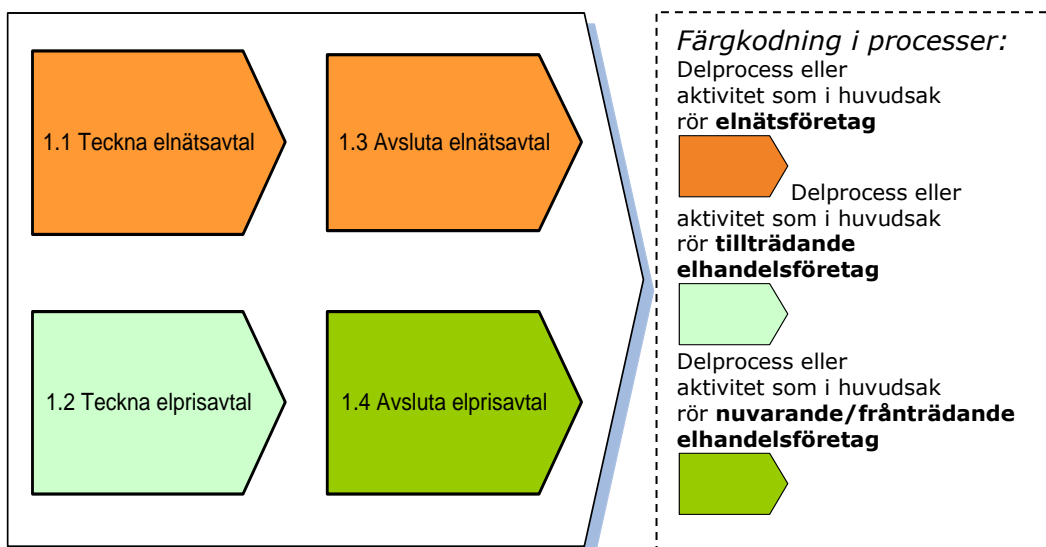 1.1 Teckna elnätsavtal
1.3 Avsluta elnätsavtal
1.2 Teckna elprisavtal
1.4 Avsluta elprisavtal
Färgkodning i processer:
Delprocess eller
aktivitet som i huvudsak
rör elnätsföretag
Delprocess eller
aktivitet som i huvudsak
rör tillträdande
elhandelsföretag
Delprocess eller
aktivitet som i huvudsak
rör nuvarande/frånträdande
elhandelsföretag